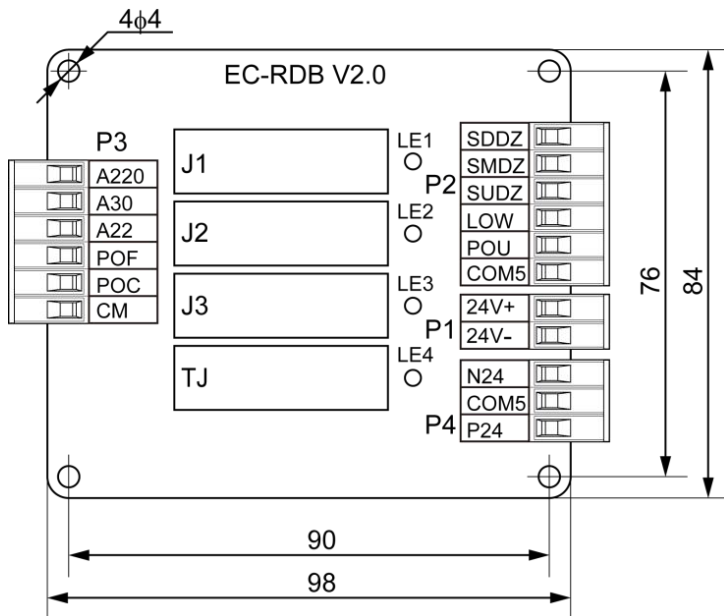 4ϕ4
EC-RDB V2.0
P3
A220
A30
A22
POF
POC
CM
J1
J2
J3
TJ
LE1
LE2
LE3
LE4
P2
SDDZ
SMDZ
SUDZ
LOW
POU
COM5
P1
24V+
24V-
P4
N24
COM5
P24
76
84
90
98